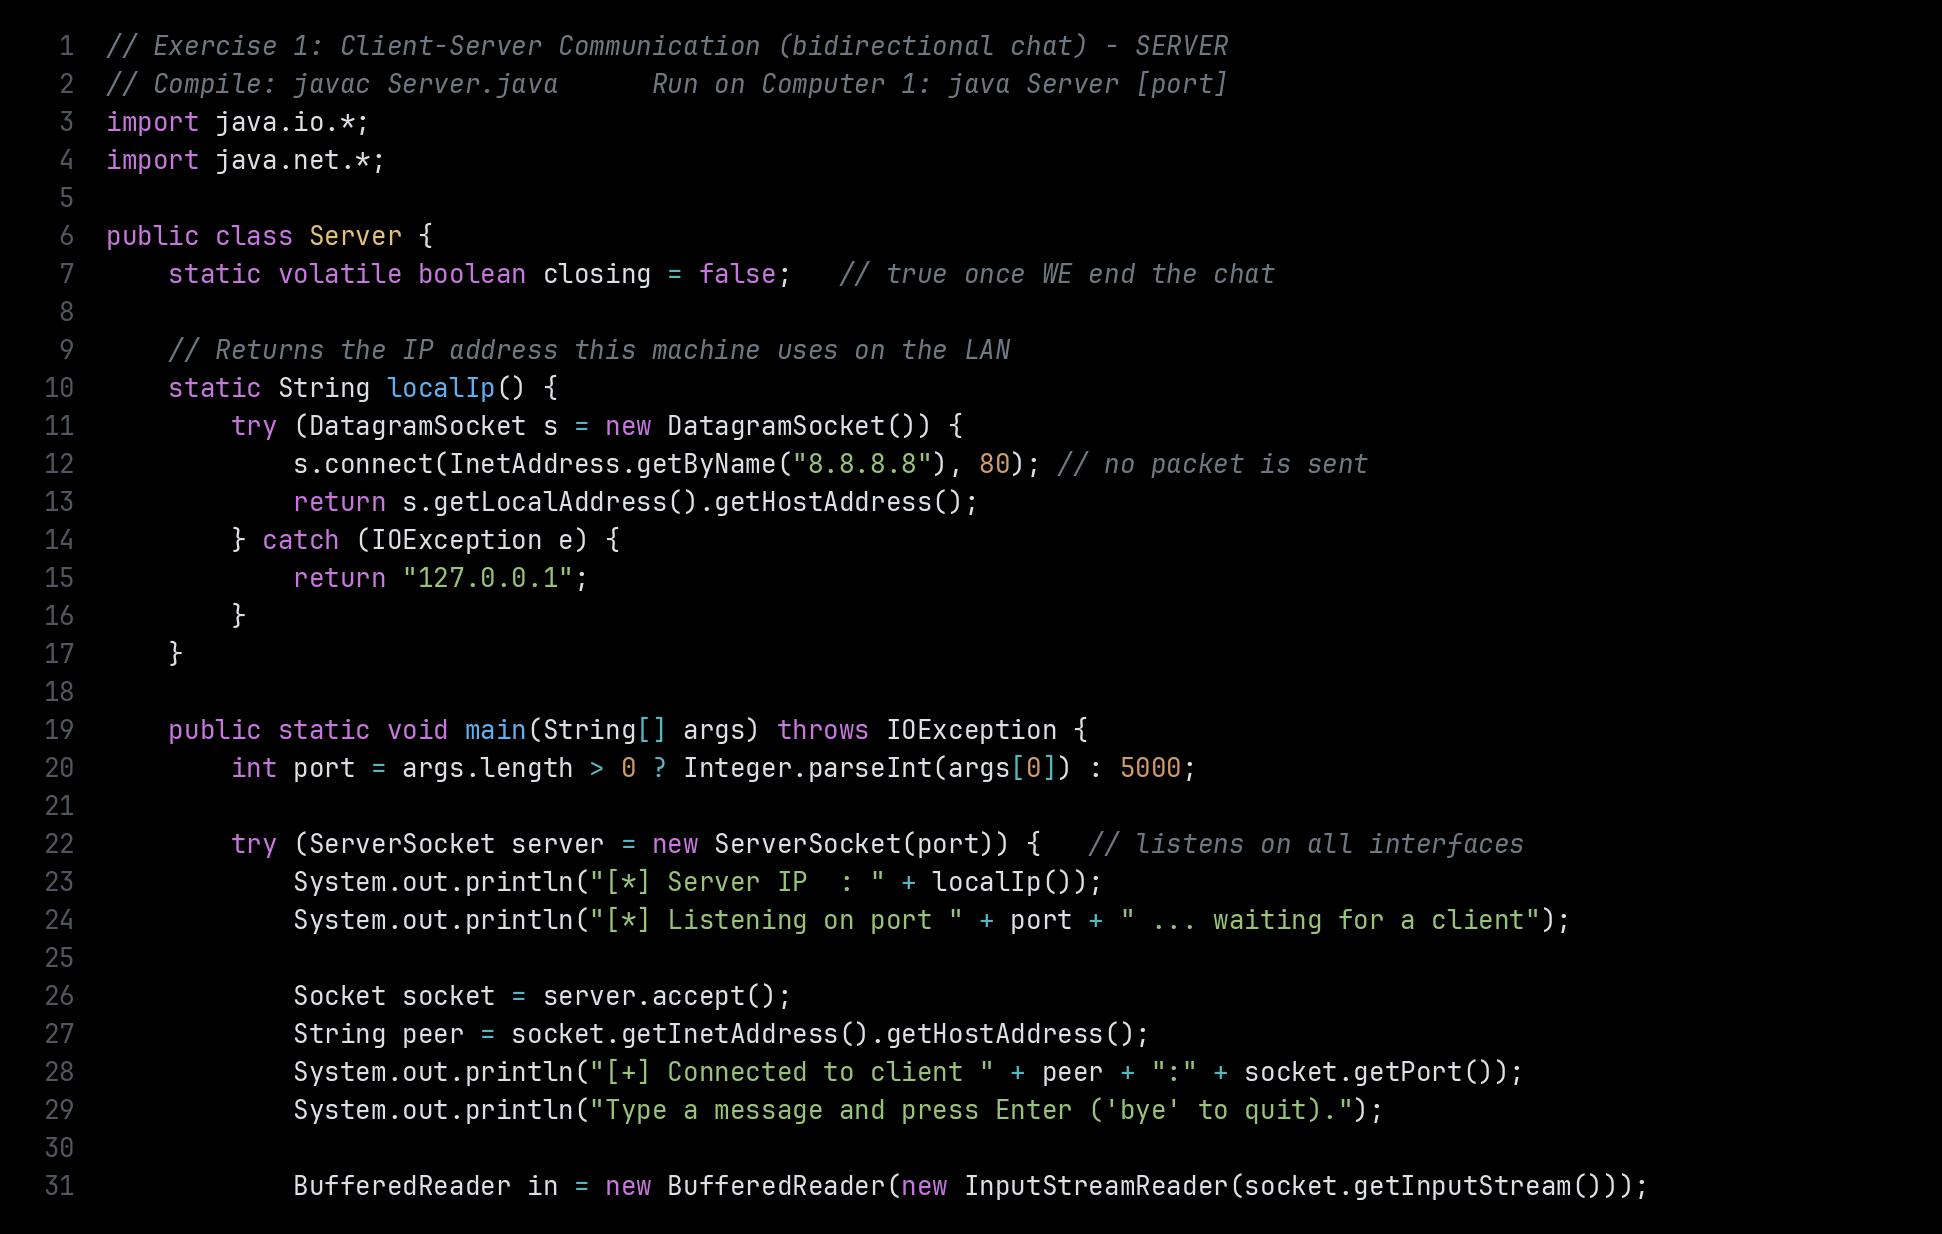 1 // Exercise 1: Client-Server Communication (bidirectional chat) - SERVER
2 // Compile: javac Server.java      Run on Computer 1: java Server [port]
3 import java.io.*;
4 import java.net.*;
5
6 public class Server {
7     static volatile boolean closing = false;   // true once WE end the chat
8
9     // Returns the IP address this machine uses on the LAN
10     static String localIp() {
11         try (DatagramSocket s = new DatagramSocket()) {
12             s.connect(InetAddress.getByName("8.8.8.8"), 80); // no packet is sent
13             return s.getLocalAddress().getHostAddress();
14         } catch (IOException e) {
15             return "127.0.0.1";
16         }
17     }
18
19     public static void main(String[] args) throws IOException {
20         int port = args.length > 0 ? Integer.parseInt(args[0]) : 5000;
21
22         try (ServerSocket server = new ServerSocket(port)) {   // listens on all interfaces
23             System.out.println("[*] Server IP  : " + localIp());
24             System.out.println("[*] Listening on port " + port + " ... waiting for a client");
25
26             Socket socket = server.accept();
27             String peer = socket.getInetAddress().getHostAddress();
28             System.out.println("[+] Connected to client " + peer + ":" + socket.getPort());
29             System.out.println("Type a message and press Enter ('bye' to quit).");
30
31             BufferedReader in = new BufferedReader(new InputStreamReader(socket.getInputStream()));